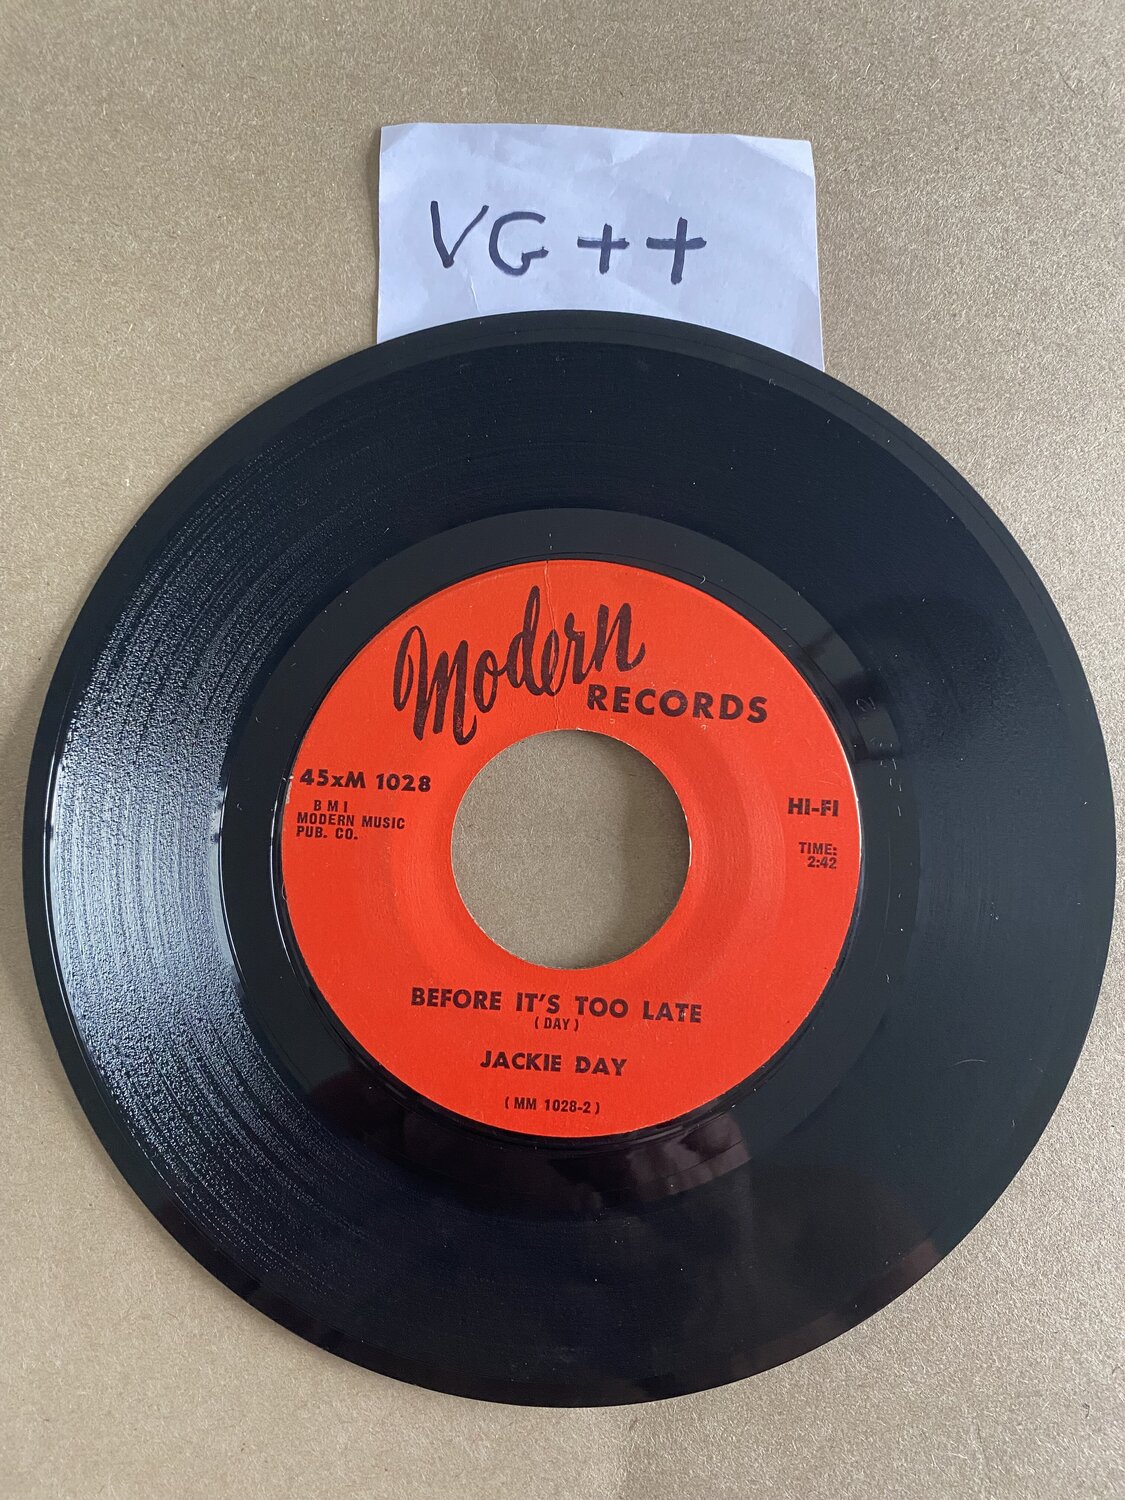 VG++
Modern
RECORDS
45xM 1028
BMI
MODERN MUSIC
PUB. CO.
HI-FI
TIME:
2:42
BEFORE IT'S TOO LATE
(DAY)
JACKIE DAY
(MM 1028-2)